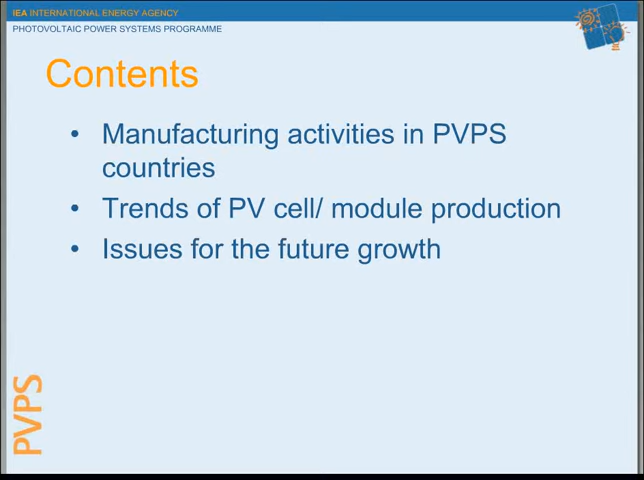 IEA INTERNATIONAL ENERGY AGENCY
PHOTOVOLTAIC POWER SYSTEMS PROGRAMME
Contents
• Manufacturing activities in PVPS
countries
• Trends of PV cell/ module production
• Issues for the future growth
PVPS